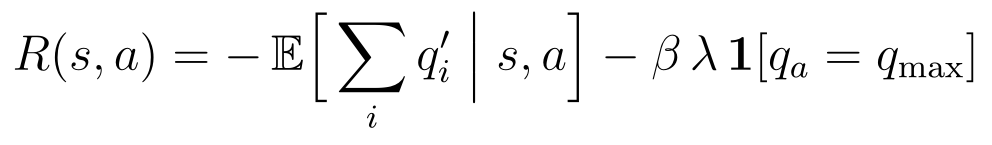 R(s, a) = − 𝔼[ ∑_i q′_i | s, a ] − β λ 𝟏[q_a = q_max]